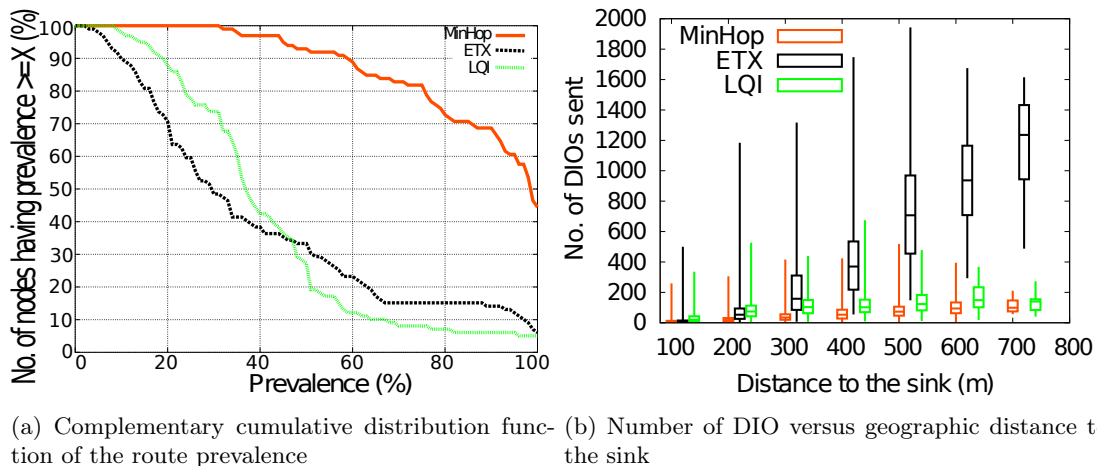 No. of nodes having prevalence >=X (%)
100
90
80
70
60
50
40
30
20
10
0
0 20 40 60 80 100
Prevalence (%)
MinHop
ETX
LQI
No. of DIOs sent
2000
1800
1600
1400
1200
1000
800
600
400
200
0
100 200 300 400 500 600 700 800
Distance to the sink (m)
MinHop
ETX
LQI
(a) Complementary cumulative distribution func-
tion of the route prevalence
(b) Number of DIO versus geographic distance t
the sink